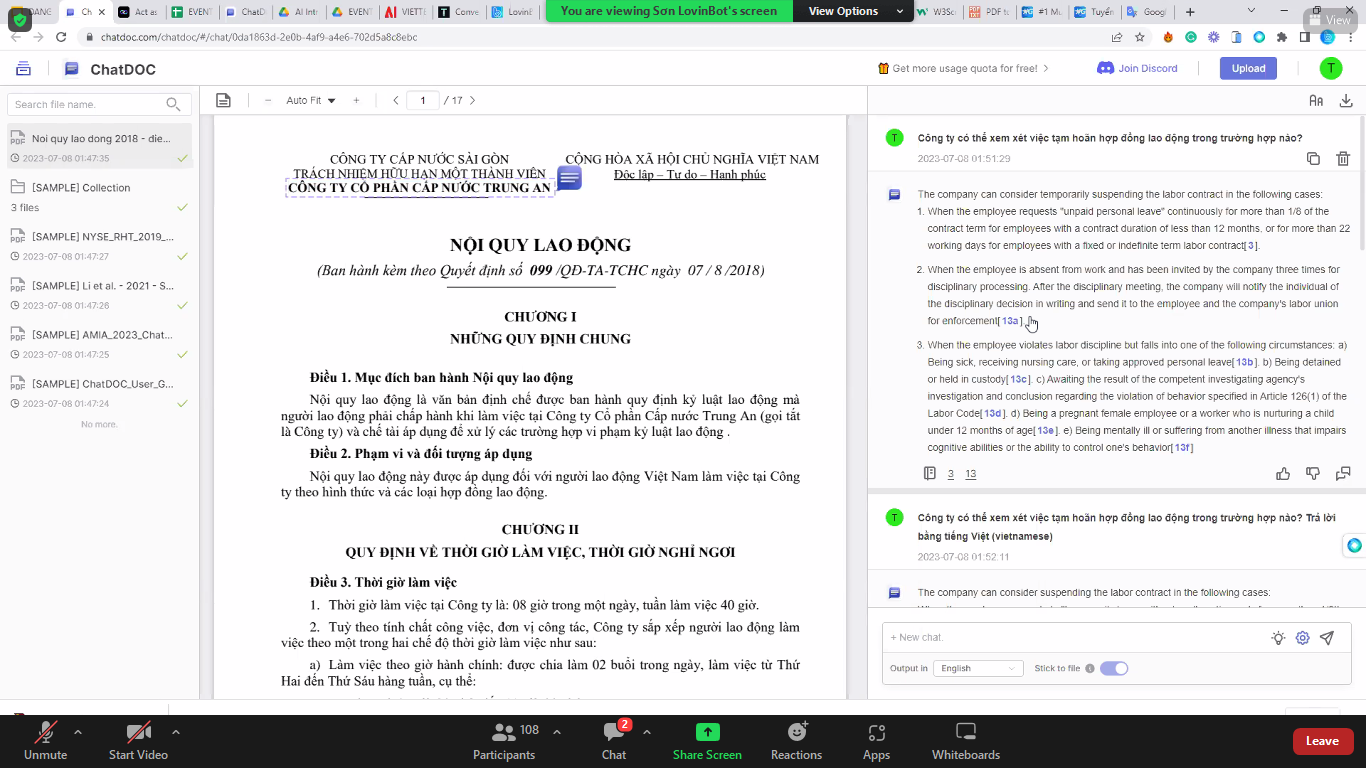 DANG
Ch
Act as
EVENT
ChatD
AI Intr
EVENT
VIETTE
Conve
LovinB
You are viewing Sơn LovinBot's screen
View Options
W3Sc
PDF to
#1 Mu
Tuyển
Googl
View
chatdoc.com/chatdoc/#/chat/0da1863d-2e0b-4af9-a4e6-702d5a8c8ebc
ChatDOC
Get more usage quota for free! >
Join Discord
Upload
T
Search file name.
Auto Fit
1 / 17
Noi quy lao dong 2018 - die...
2023-07-08 01:47:35
[SAMPLE] Collection
3 files
[SAMPLE] NYSE_RHT_2019_...
2023-07-08 01:47:27
[SAMPLE] Li et al. - 2021 - S...
2023-07-08 01:47:26
[SAMPLE] AMIA_2023_Chat...
2023-07-08 01:47:25
[SAMPLE] ChatDOC_User_G...
2023-07-08 01:47:24
No more.
CÔNG TY CẤP NƯỚC SÀI GÒN
TRÁCH NHIỆM HỮU HẠN MỘT THÀNH VIÊN
CÔNG TY CỔ PHẦN CẤP NƯỚC TRUNG AN
CỘNG HÒA XÃ HỘI CHỦ NGHĨA VIỆT NAM
Độc lập – Tự do – Hạnh phúc
NỘI QUY LAO ĐỘNG
(Ban hành kèm theo Quyết định số 099 /QĐ-TA-TCHC ngày 07 / 8 /2018)
CHƯƠNG I
NHỮNG QUY ĐỊNH CHUNG
Điều 1. Mục đích ban hành Nội quy lao động
Nội quy lao động là văn bản định chế được ban hành quy định kỷ luật lao động mà
người lao động phải chấp hành khi làm việc tại Công ty Cổ phần Cấp nước Trung An (gọi tắt
là Công ty) và chế tài áp dụng để xử lý các trường hợp vi phạm kỷ luật lao động .
Điều 2. Phạm vi và đối tượng áp dụng
Nội quy lao động này được áp dụng đối với người lao động Việt Nam làm việc tại Công
ty theo hình thức và các loại hợp đồng lao động.
CHƯƠNG II
QUY ĐỊNH VỀ THỜI GIỜ LÀM VIỆC, THỜI GIỜ NGHỈ NGƠI
Điều 3. Thời giờ làm việc
1. Thời giờ làm việc tại Công ty là: 08 giờ trong một ngày, tuần làm việc 40 giờ.
2. Tuỳ theo tính chất công việc, đơn vị công tác, Công ty sắp xếp người lao động làm
việc theo một trong hai chế độ thời giờ làm việc như sau:
a) Làm việc theo giờ hành chính: được chia làm 02 buổi trong ngày, làm việc từ Thứ
Hai đến Thứ Sáu hàng tuần, cụ thể:
T
Công ty có thể xem xét việc tạm hoãn hợp đồng lao động trong trường hợp nào?
2023-07-08 01:51:29
The company can consider temporarily suspending the labor contract in the following cases:
1. When the employee requests "unpaid personal leave" continuously for more than 1/8 of the
contract term for employees with a contract duration of less than 12 months, or for more than 22
working days for employees with a fixed or indefinite term labor contract[ 3 ].
2. When the employee is absent from work and has been invited by the company three times for
disciplinary processing. After the disciplinary meeting, the company will notify the individual of
the disciplinary decision in writing and send it to the employee and the company's labor union
for enforcement[ 13a ].
3. When the employee violates labor discipline but falls into one of the following circumstances: a)
Being sick, receiving nursing care, or taking approved personal leave[ 13b ]. b) Being detained
or held in custody[ 13c ]. c) Awaiting the result of the competent investigating agency's
investigation and conclusion regarding the violation of behavior specified in Article 126(1) of the
Labor Code[ 13d ]. d) Being a pregnant female employee or a worker who is nurturing a child
under 12 months of age[ 13e ]. e) Being mentally ill or suffering from another illness that impairs
cognitive abilities or the ability to control one's behavior[ 13f ]
3 13
T
Công ty có thể xem xét việc tạm hoãn hợp đồng lao động trong trường hợp nào? Trả lời
bằng tiếng Việt (vietnamese)
2023-07-08 01:52:11
The company can consider suspending the labor contract in the following cases:
+ New chat.
Output in
English
Stick to file
Unmute
Start Video
108
Participants
2
Chat
Share Screen
Reactions
Apps
Whiteboards
Leave